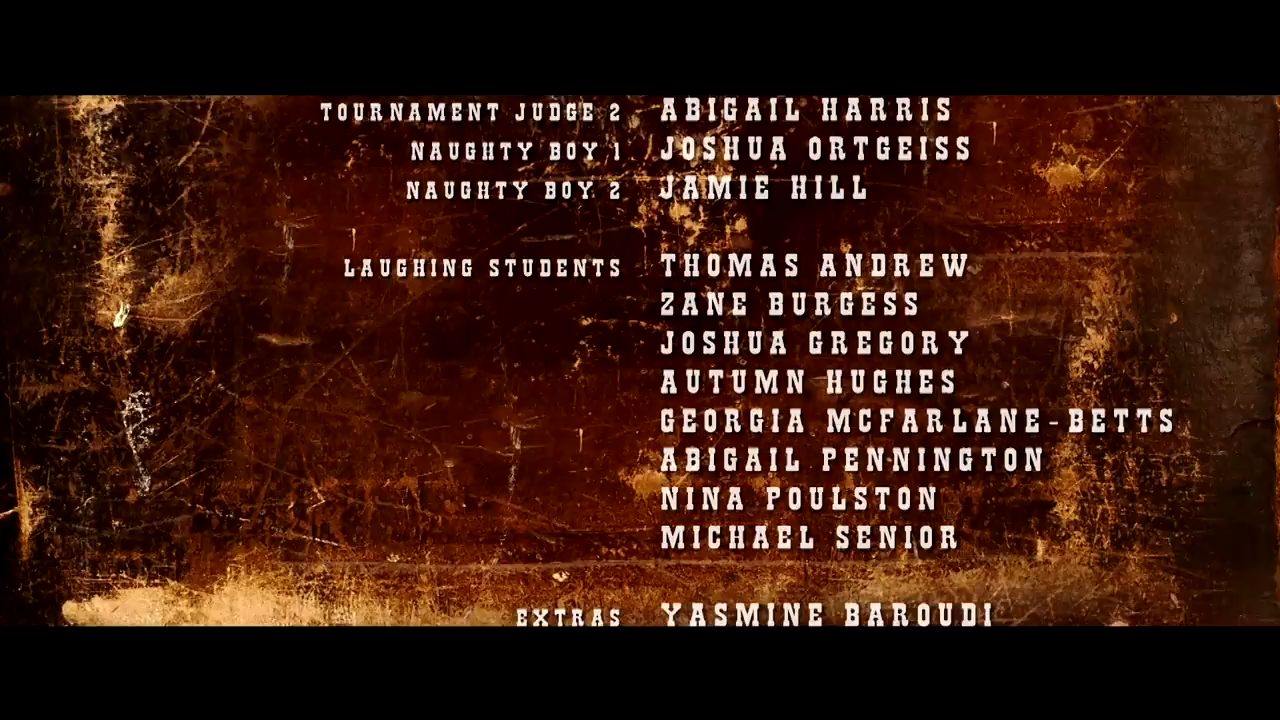 TOURNAMENT JUDGE 2 ABIGAIL HARRIS
NAUGHTY BOY 1 JOSHUA ORTGEISS
NAUGHTY BOY 2 JAMIE HILL
LAUGHING STUDENTS THOMAS ANDREW
ZANE BURGESS
JOSHUA GREGORY
AUTUMN HUGHES
GEORGIA MCFARLANE-BETTS
ABIGAIL PENNINGTON
NINA POULSTON
MICHAEL SENIOR
EXTRAS YASMINE BAROUDI